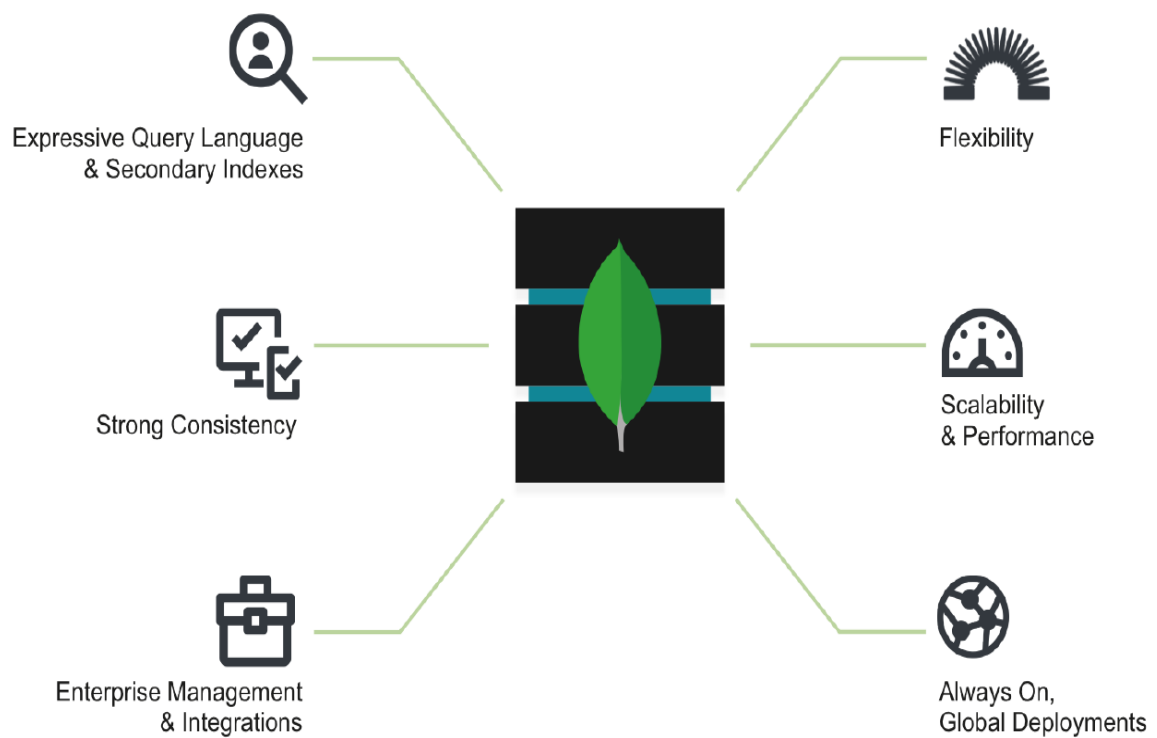 Expressive Query Language
& Secondary Indexes
Flexibility
Strong Consistency
Scalability
& Performance
Enterprise Management
& Integrations
Always On,
Global Deployments